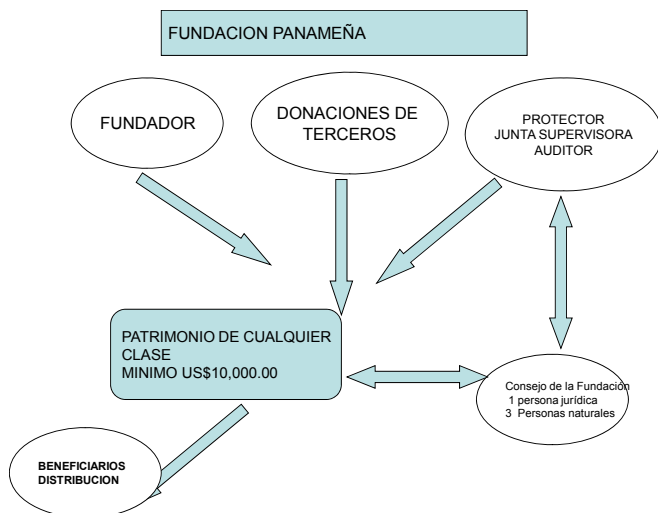 FUNDACION PANAMEÑA
FUNDADOR
DONACIONES DE
TERCEROS
PROTECTOR
JUNTA SUPERVISORA
AUDITOR
PATRIMONIO DE CUALQUIER
CLASE
MINIMO US$10,000.00
Consejo de la Fundación
1 persona jurídica
3 Personas naturales
BENEFICIARIOS
DISTRIBUCION